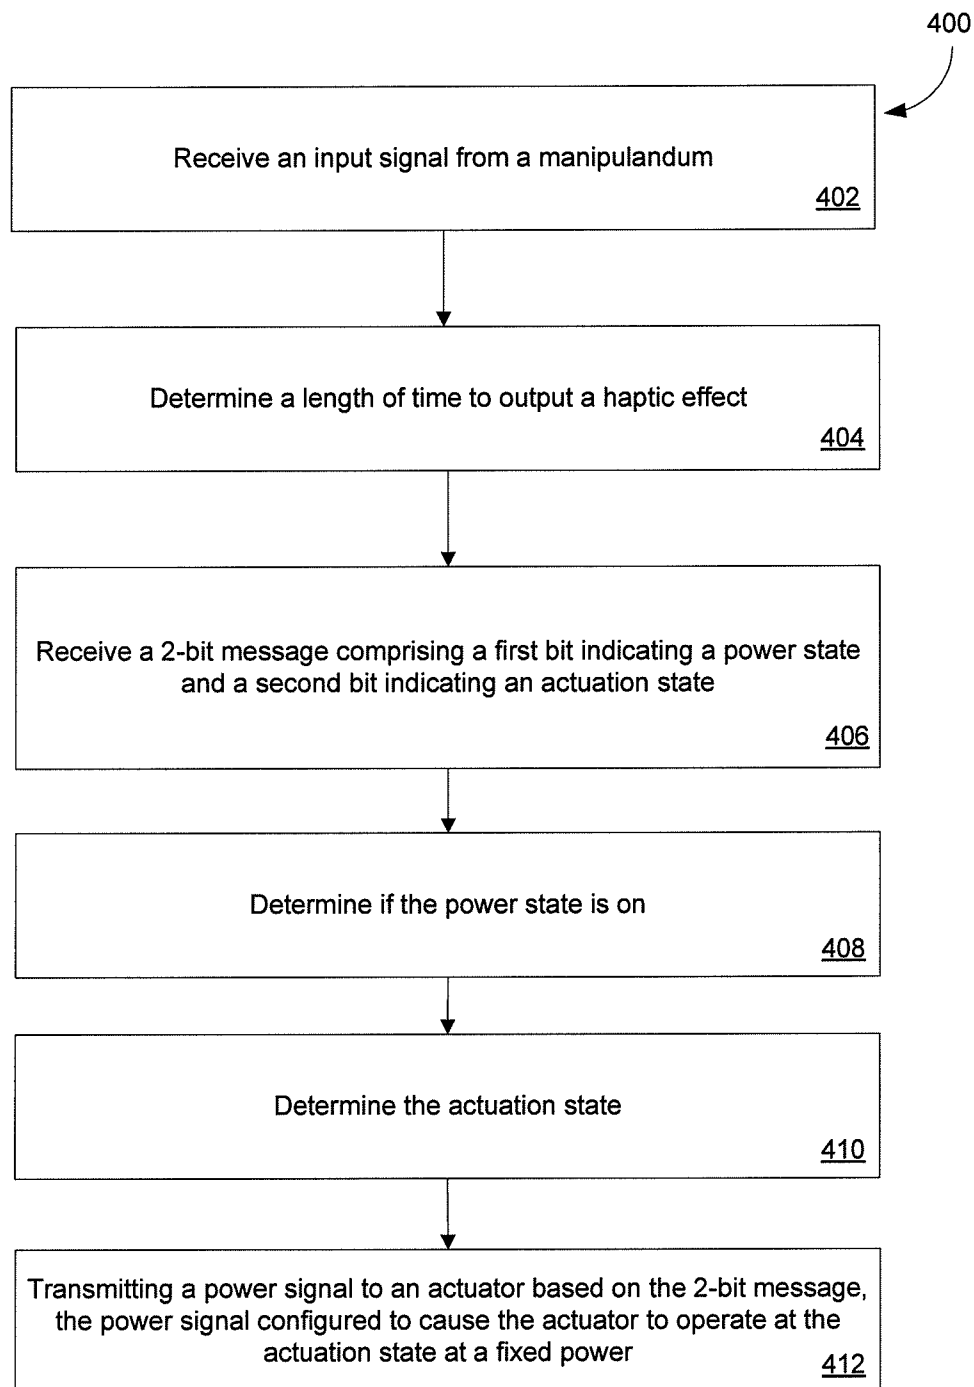 400
Receive an input signal from a manipulandum
402
Determine a length of time to output a haptic effect
404
Receive a 2-bit message comprising a first bit indicating a power state
and a second bit indicating an actuation state
406
Determine if the power state is on
408
Determine the actuation state
410
Transmitting a power signal to an actuator based on the 2-bit message,
the power signal configured to cause the actuator to operate at the
actuation state at a fixed power
412